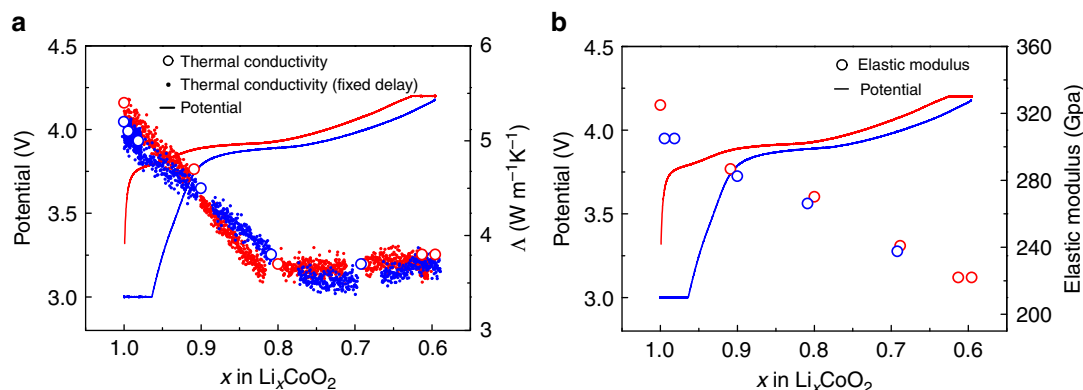 a
4.5
4.0
3.5
3.0
Potential (V)
Thermal conductivity
Thermal conductivity (fixed delay)
Potential
6
5
4
3
Λ (W m⁻¹K⁻¹)
1.0 0.9 0.8 0.7 0.6
x in LiₓCoO₂
b
4.5
4.0
3.5
3.0
Potential (V)
Elastic modulus
Potential
360
320
280
240
210
Elastic modulus (Gpa)
1.0 0.9 0.8 0.7 0.6
x in LiₓCoO₂